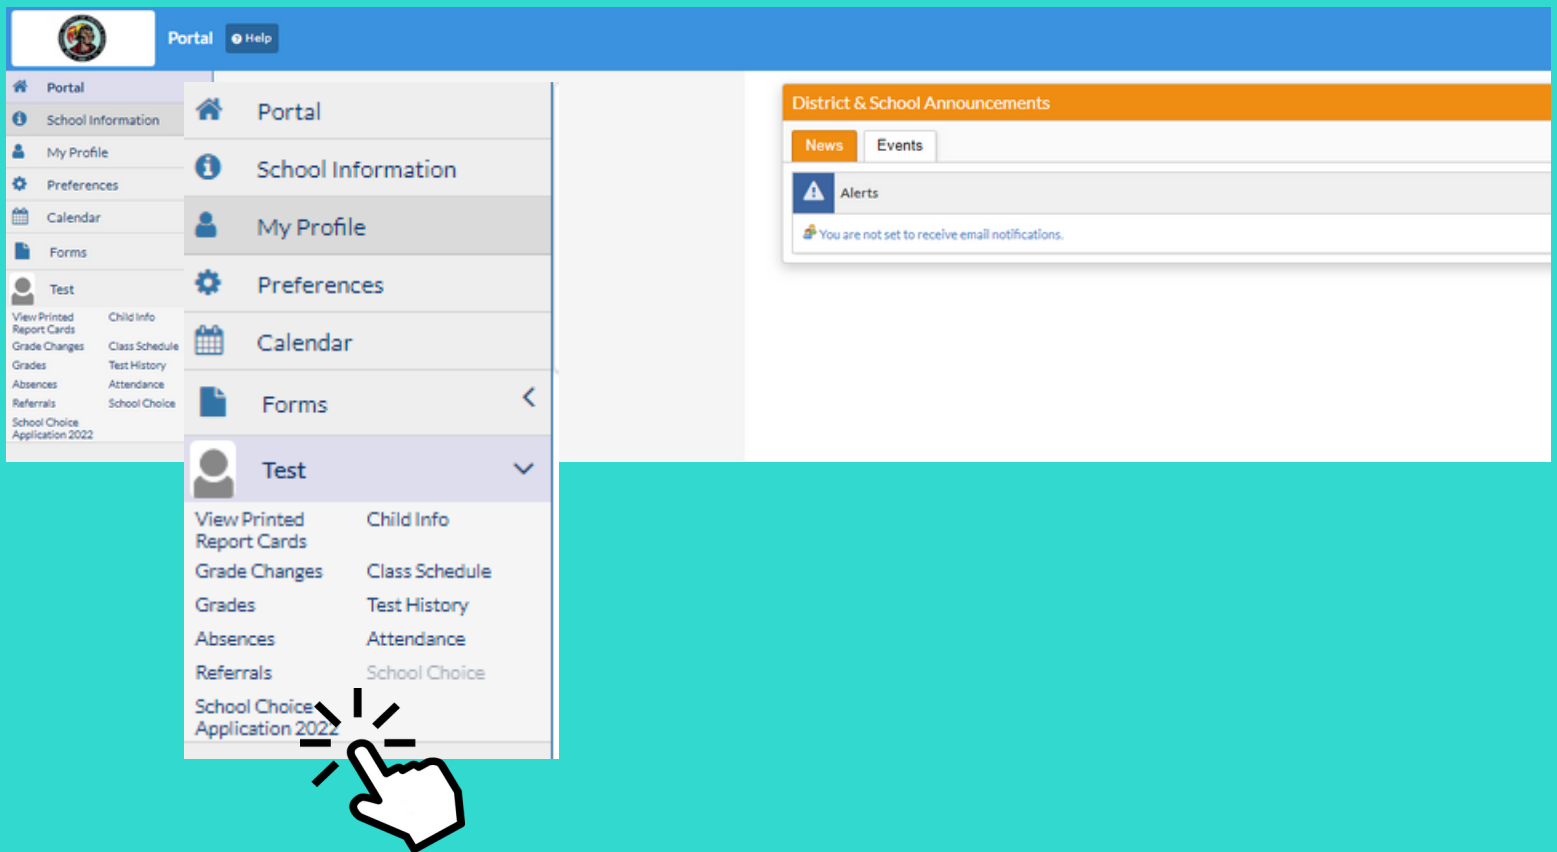 Portal
Help
Portal
School Information
My Profile
Preferences
Calendar
Forms
Test
View Printed
Report Cards
Child Info
Grade Changes
Class Schedule
Grades
Test History
Absences
Attendance
Referrals
School Choice
School Choice
Application 2022
Portal
School Information
My Profile
Preferences
Calendar
Forms
Test
View Printed
Report Cards
Child Info
Grade Changes
Class Schedule
Grades
Test History
Absences
Attendance
Referrals
School Choice
School Choice
Application 2022
District & School Announcements
News
Events
Alerts
You are not set to receive email notifications.